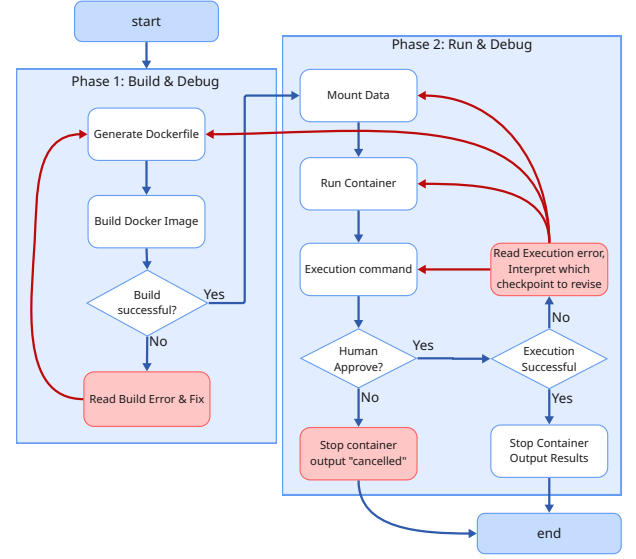 start
Phase 1: Build & Debug
Generate Dockerfile
Build Docker Image
Build
successful?
Yes
No
Read Build Error & Fix
Phase 2: Run & Debug
Mount Data
Run Container
Execution command
Read Execution error,
Interpret which
checkpoint to revise
No
Human
Approve?
Yes
Execution
Successful
No
Yes
Stop container
output "cancelled"
Stop Container
Output Results
end